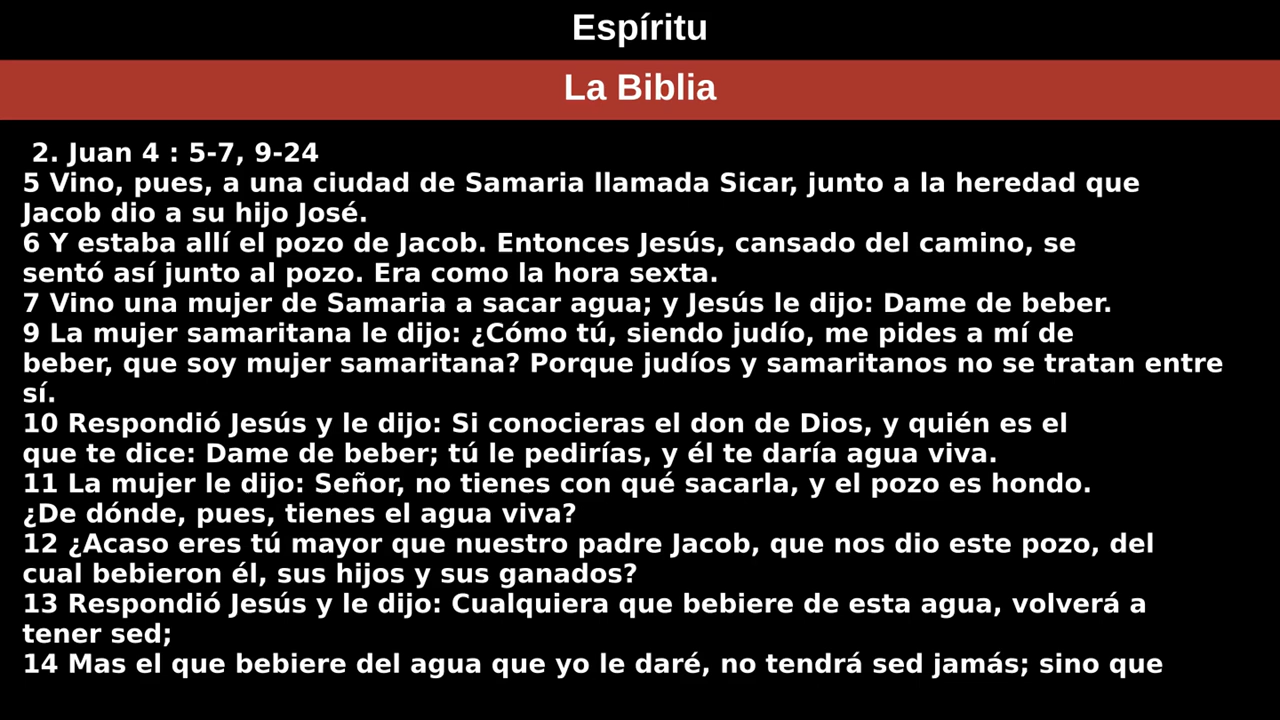 Espíritu
La Biblia
2. Juan 4 : 5-7, 9-24
5 Vino, pues, a una ciudad de Samaria llamada Sicar, junto a la heredad que
Jacob dio a su hijo José.
6 Y estaba allí el pozo de Jacob. Entonces Jesús, cansado del camino, se
sentó así junto al pozo. Era como la hora sexta.
7 Vino una mujer de Samaria a sacar agua; y Jesús le dijo: Dame de beber.
9 La mujer samaritana le dijo: ¿Cómo tú, siendo judío, me pides a mí de
beber, que soy mujer samaritana? Porque judíos y samaritanos no se tratan entre
sí.
10 Respondió Jesús y le dijo: Si conocieras el don de Dios, y quién es el
que te dice: Dame de beber; tú le pedirías, y él te daría agua viva.
11 La mujer le dijo: Señor, no tienes con qué sacarla, y el pozo es hondo.
¿De dónde, pues, tienes el agua viva?
12 ¿Acaso eres tú mayor que nuestro padre Jacob, que nos dio este pozo, del
cual bebieron él, sus hijos y sus ganados?
13 Respondió Jesús y le dijo: Cualquiera que bebiere de esta agua, volverá a
tener sed;
14 Mas el que bebiere del agua que yo le daré, no tendrá sed jamás; sino que